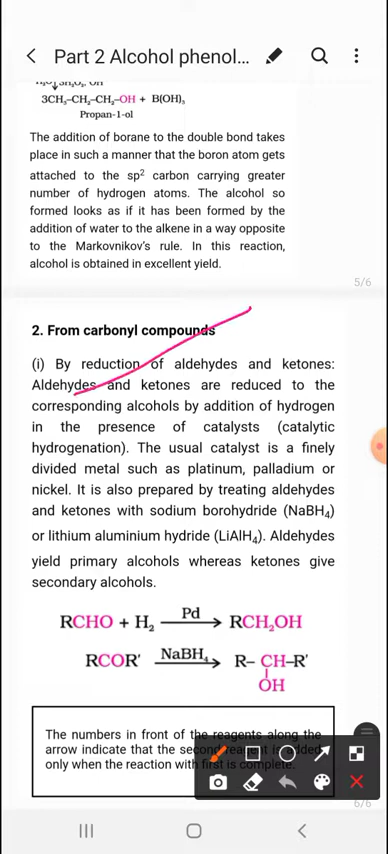 Part 2 Alcohol phenol...
3CH₃–CH₂–CH₂–OH + B(OH)₃
Propan–1–ol
The addition of borane to the double bond takes
place in such a manner that the boron atom gets
attached to the sp² carbon carrying greater
number of hydrogen atoms. The alcohol so
formed looks as if it has been formed by the
addition of water to the alkene in a way opposite
to the Markovnikov's rule. In this reaction,
alcohol is obtained in excellent yield.
5/6
2. From carbonyl compounds
(i) By reduction of aldehydes and ketones:
Aldehydes and ketones are reduced to the
corresponding alcohols by addition of hydrogen
in the presence of catalysts (catalytic
hydrogenation). The usual catalyst is a finely
divided metal such as platinum, palladium or
nickel. It is also prepared by treating aldehydes
and ketones with sodium borohydride (NaBH₄)
or lithium aluminium hydride (LiAlH₄). Aldehydes
yield primary alcohols whereas ketones give
secondary alcohols.
RCHO + H₂ —Pd→ RCH₂OH
RCOR' —NaBH₄→ R– CH–R'
OH
The numbers in front of the reagents along the
arrow indicate that the second reagent is added
only when the reaction with first is complete.
6/6